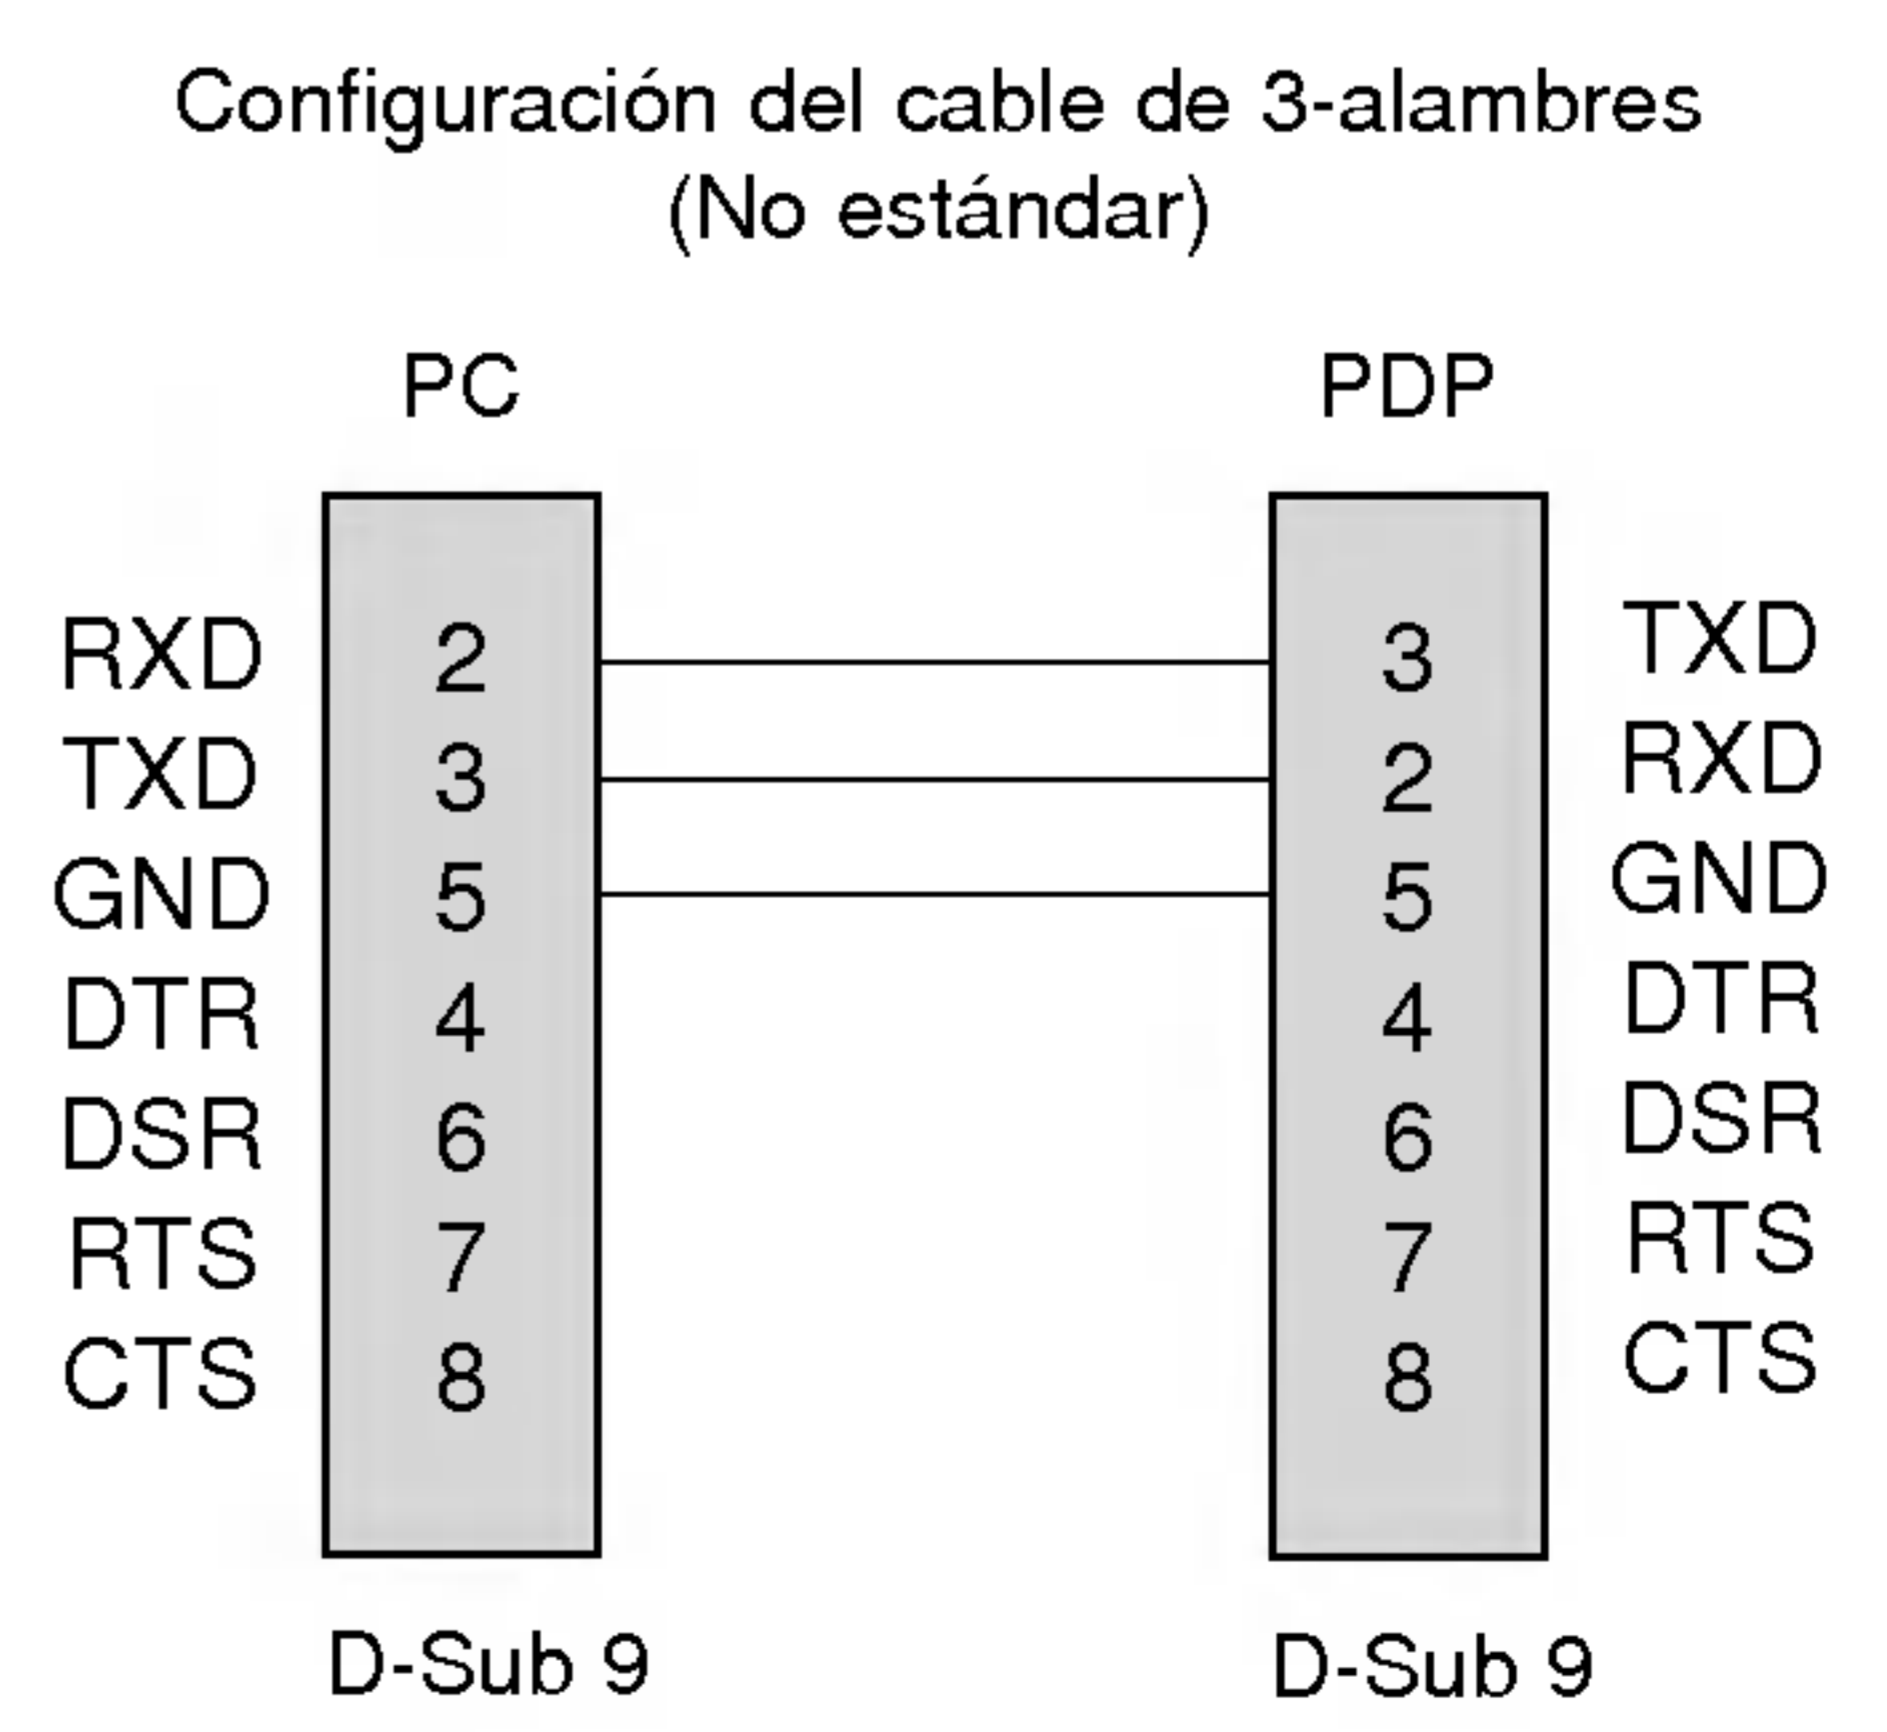 Configuración del cable de 3-alambres
(No estándar)
PC PDP
RXD 2 3 TXD
TXD 3 2 RXD
GND 5 5 GND
DTR 4 4 DTR
DSR 6 6 DSR
RTS 7 7 RTS
CTS 8 8 CTS
D-Sub 9 D-Sub 9